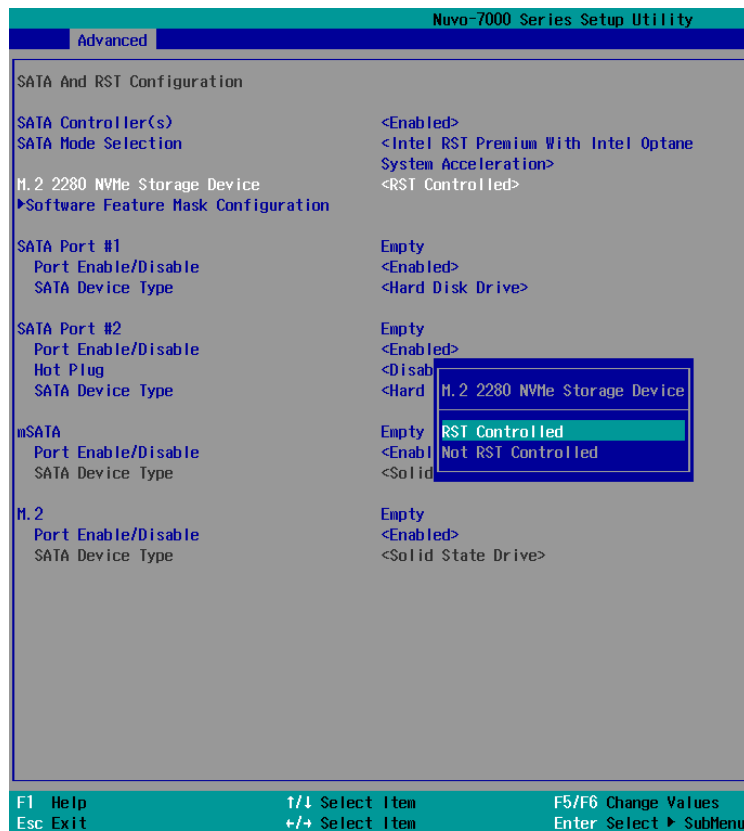 Nuvo-7000 Series Setup Utility
Advanced
SATA And RST Configuration
SATA Controller(s) <Enabled>
SATA Mode Selection <Intel RST Premium With Intel Optane
System Acceleration>
M.2 2280 NVMe Storage Device <RST Controlled>
▶Software Feature Mask Configuration
SATA Port #1 Empty
Port Enable/Disable <Enabled>
SATA Device Type <Hard Disk Drive>
SATA Port #2 Empty
Port Enable/Disable <Enabled>
Hot Plug <Disab
SATA Device Type <Hard
mSATA Empty
Port Enable/Disable <Enabl
SATA Device Type <Solid
M.2 2280 NVMe Storage Device
RST Controlled
Not RST Controlled
M.2 Empty
Port Enable/Disable <Enabled>
SATA Device Type <Solid State Drive>
F1 Help ↑/↓ Select Item F5/F6 Change Values
Esc Exit ←/→ Select Item Enter Select ▶ SubMenu